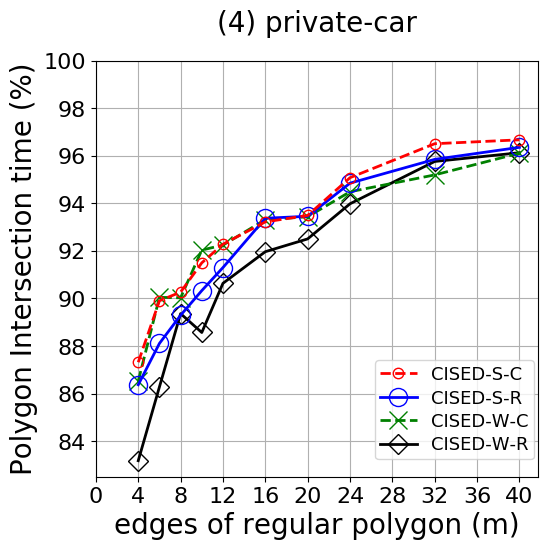 (4) private-car
Polygon Intersection time (%)
100
98
96
94
92
90
88
86
84
CISED-S-C
CISED-S-R
CISED-W-C
CISED-W-R
0 4 8 12 16 20 24 28 32 36 40
edges of regular polygon (m)